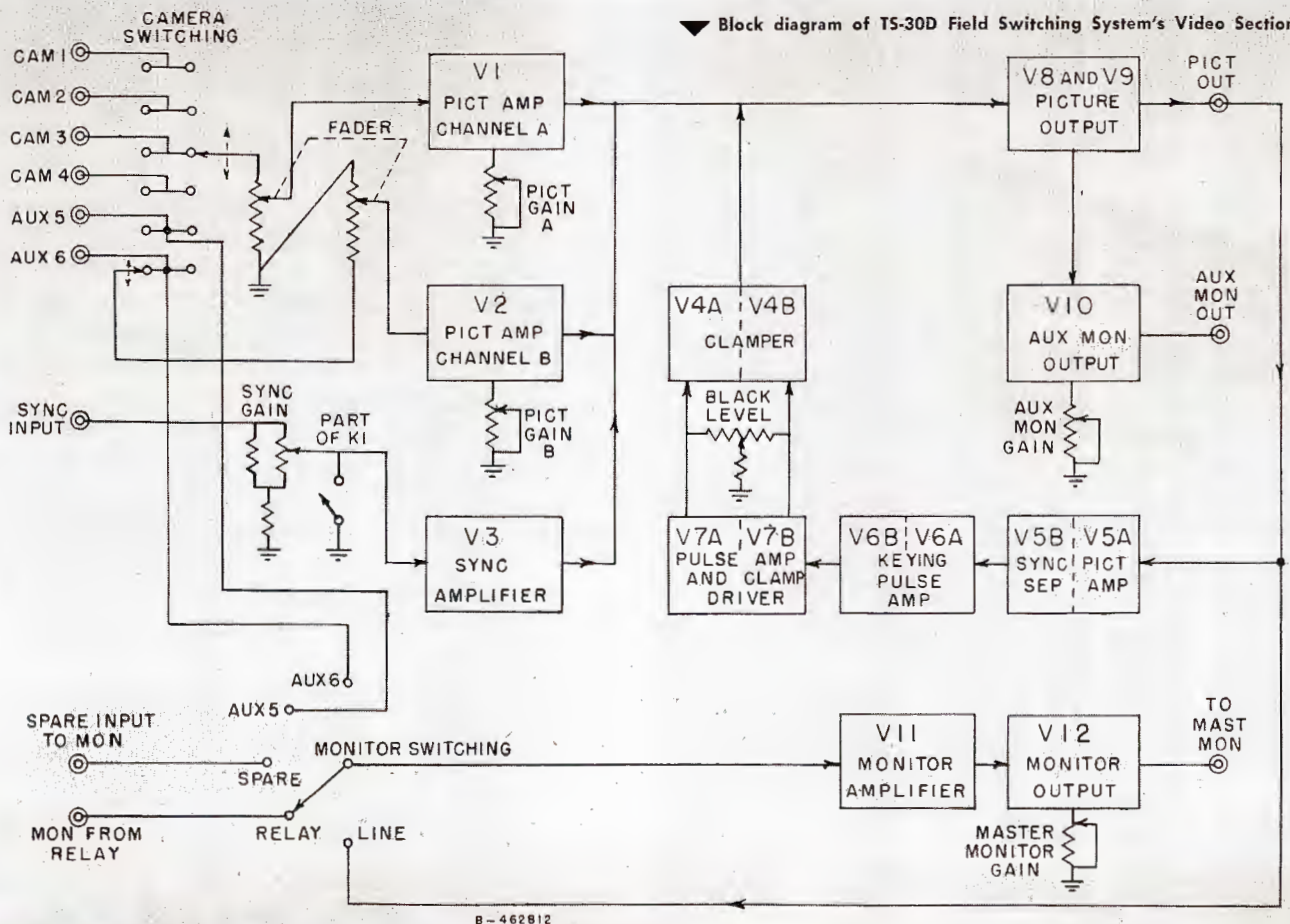 Block diagram of TS-30D Field Switching System's Video Section
CAMERA
SWITCHING
CAM 1
CAM 2
CAM 3
CAM 4
AUX 5
AUX 6
FADER
V1
PICT AMP
CHANNEL A
PICT
GAIN
A
V2
PICT AMP
CHANNEL B
PICT
GAIN
B
V8 AND V9
PICTURE
OUTPUT
PICT
OUT
V4A V4B
CLAMPER
V10
AUX MON
OUTPUT
AUX
MON
OUT
AUX
MON
GAIN
BLACK
LEVEL
SYNC
INPUT
SYNC
GAIN
PART
OF K1
V3
SYNC
AMPLIFIER
V7A V7B
PULSE AMP
AND CLAMP
DRIVER
V6B V6A
KEYING
PULSE
AMP
V5B V5A
SYNC PICT
SEP AMP
AUX 6
AUX 5
SPARE INPUT
TO MON
SPARE
MONITOR SWITCHING
MON FROM
RELAY
RELAY
LINE
V11
MONITOR
AMPLIFIER
V12
MONITOR
OUTPUT
TO
MAST
MON
MASTER
MONITOR
GAIN
B-462812